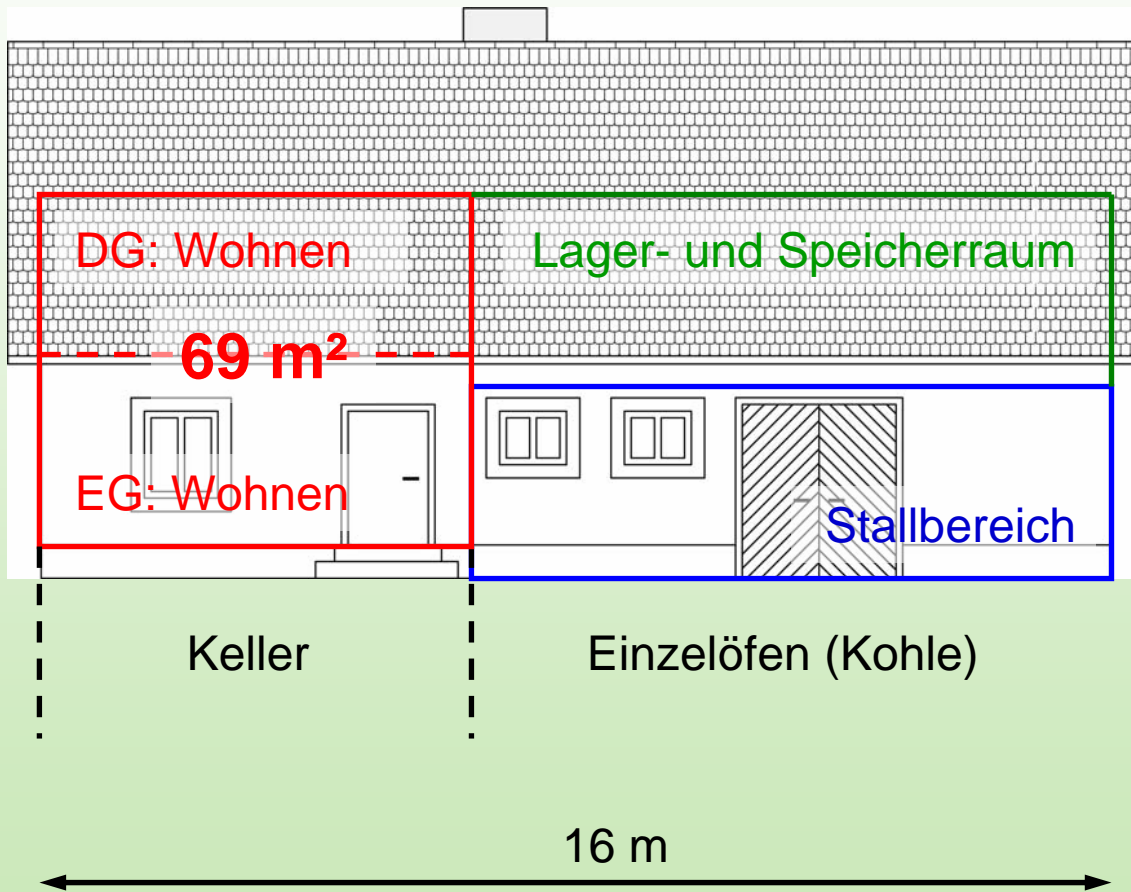 DG: Wohnen
Lager- und Speicherraum
69 m²
EG: Wohnen
Stallbereich
Keller
Einzelöfen (Kohle)
16 m